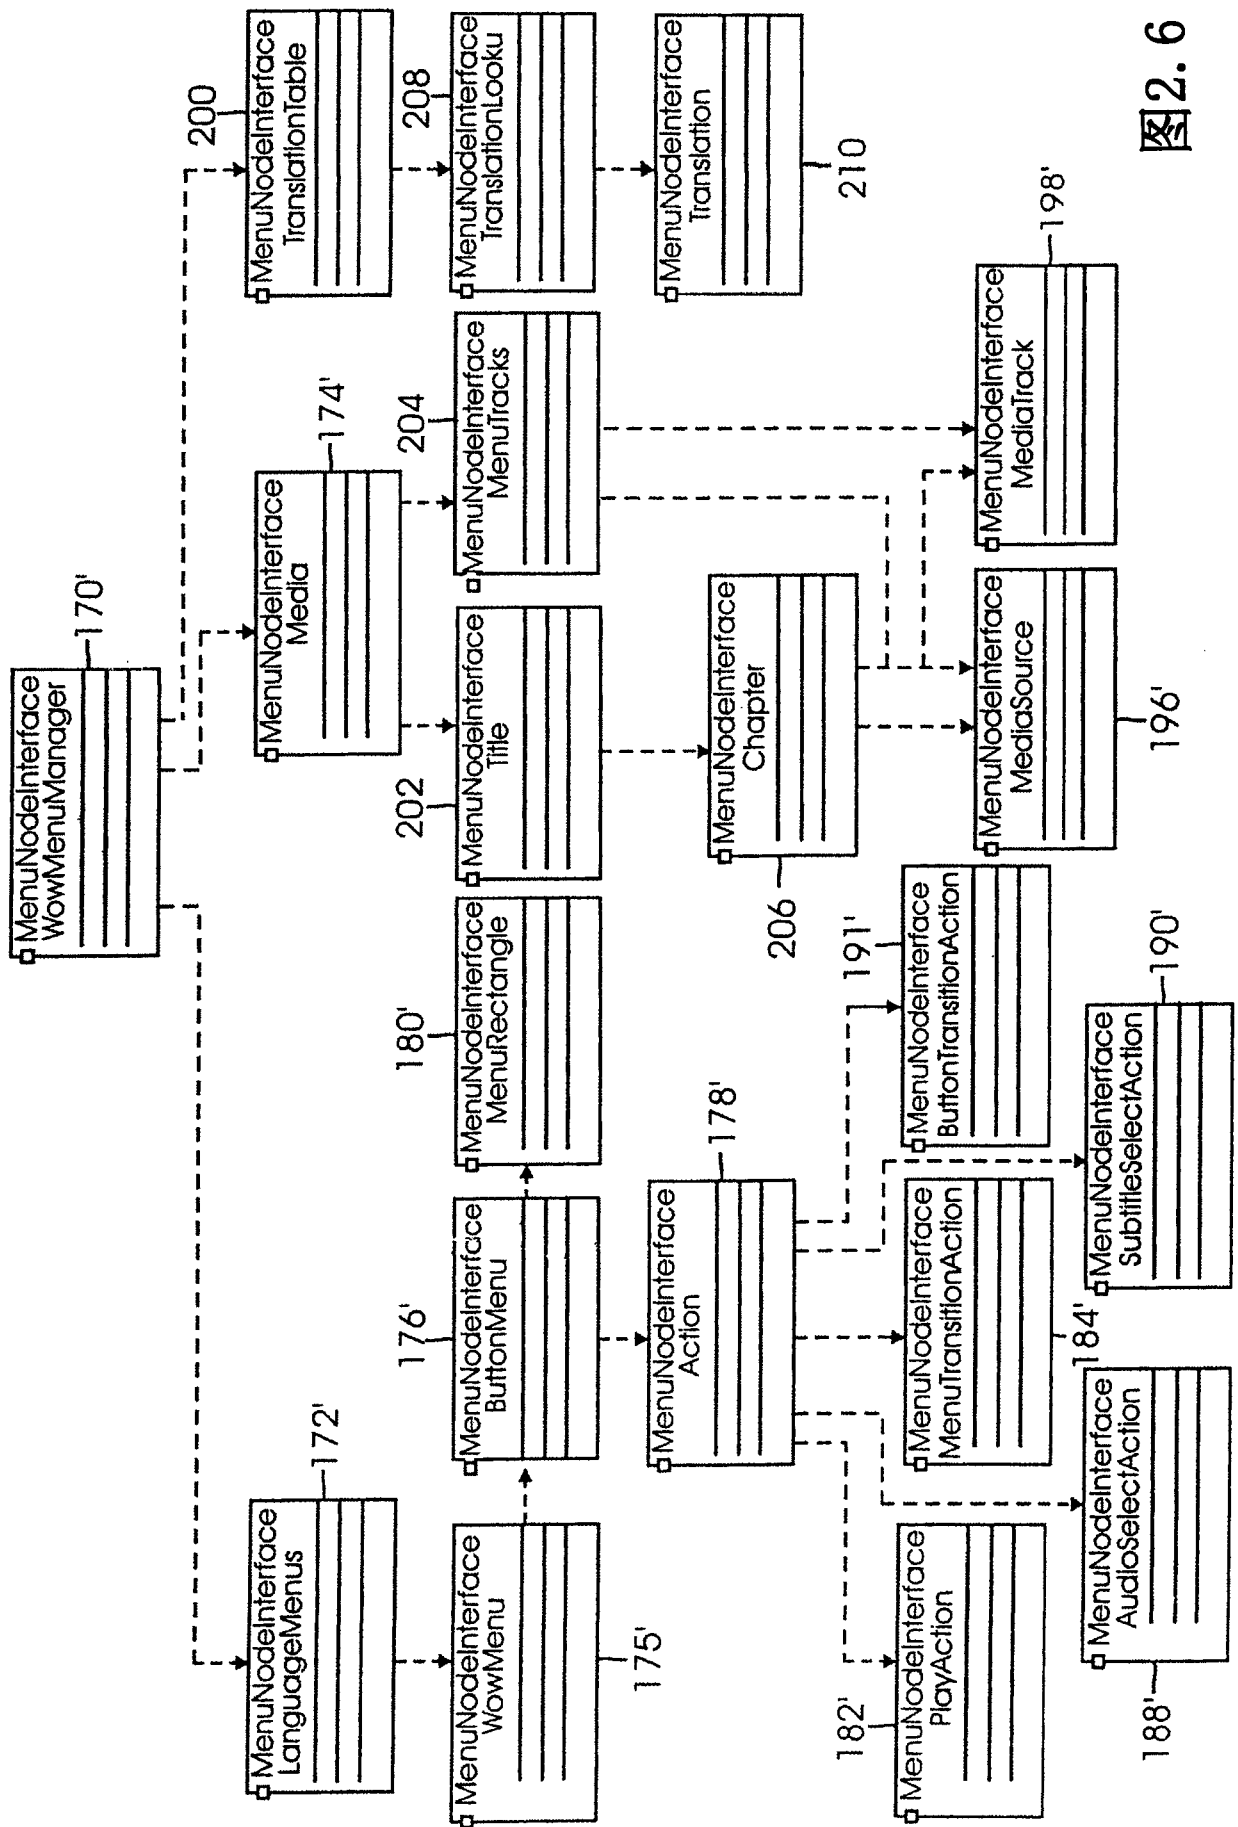 170'
MenuNodeInterface
WowMenuManager
172'
MenuNodeInterface
LanguageMenus
174'
MenuNodeInterface
Media
200
MenuNodeInterface
TranslationTable
175'
MenuNodeInterface
WowMenu
176'
MenuNodeInterface
ButtonMenu
180'
MenuNodeInterface
MenuRectangle
202
MenuNodeInterface
Title
204
MenuNodeInterface
MenuTracks
208
MenuNodeInterface
TranslationLooku
178'
MenuNodeInterface
Action
206
MenuNodeInterface
Chapter
210
MenuNodeInterface
Translation
182'
MenuNodeInterface
PlayAction
184'
MenuNodeInterface
MenuTransitionAction
191'
MenuNodeInterface
ButtonTransitionAction
196'
MenuNodeInterface
MediaSource
198'
MenuNodeInterface
MediaTrack
188'
MenuNodeInterface
AudioSelectAction
190'
MenuNodeInterface
SubtitleSelectAction
图2. 6